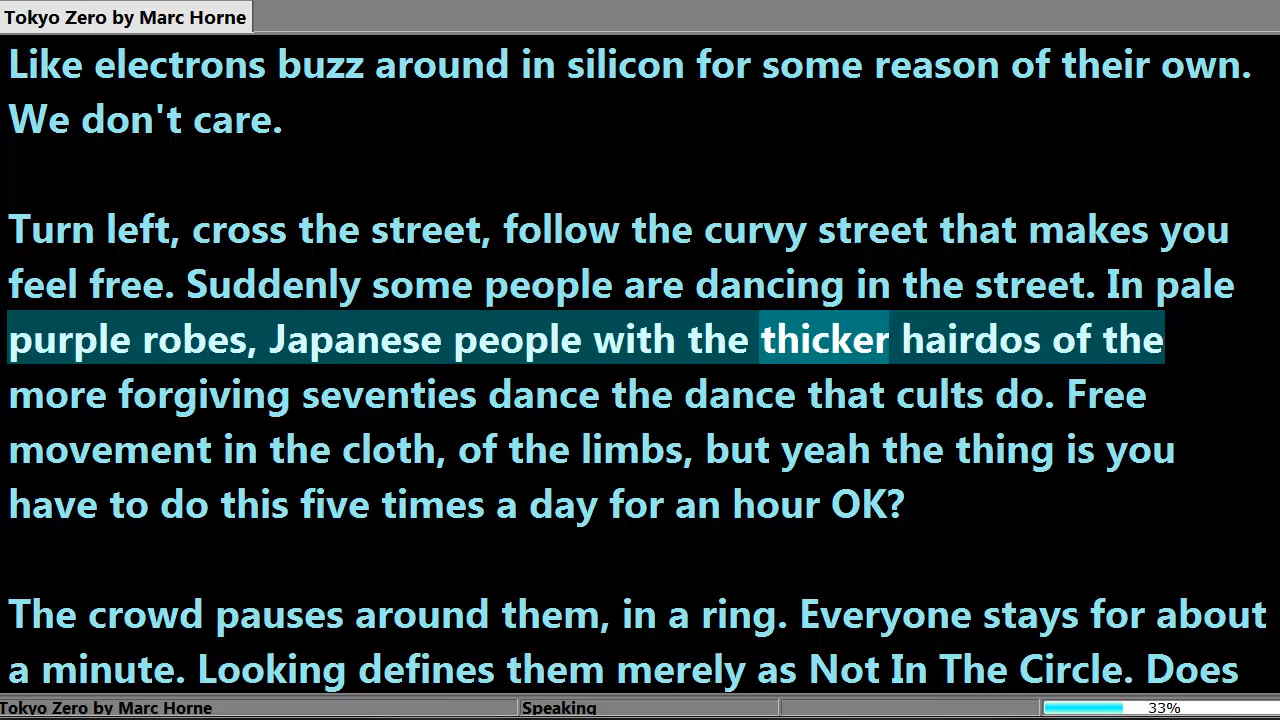 Tokyo Zero by Marc Horne
Like electrons buzz around in silicon for some reason of their own.
We don't care.
Turn left, cross the street, follow the curvy street that makes you
feel free. Suddenly some people are dancing in the street. In pale
purple robes, Japanese people with the thicker hairdos of the
more forgiving seventies dance the dance that cults do. Free
movement in the cloth, of the limbs, but yeah the thing is you
have to do this five times a day for an hour OK?
The crowd pauses around them, in a ring. Everyone stays for about
a minute. Looking defines them merely as Not In The Circle. Does
Tokyo Zero by Marc Horne Speaking 33%